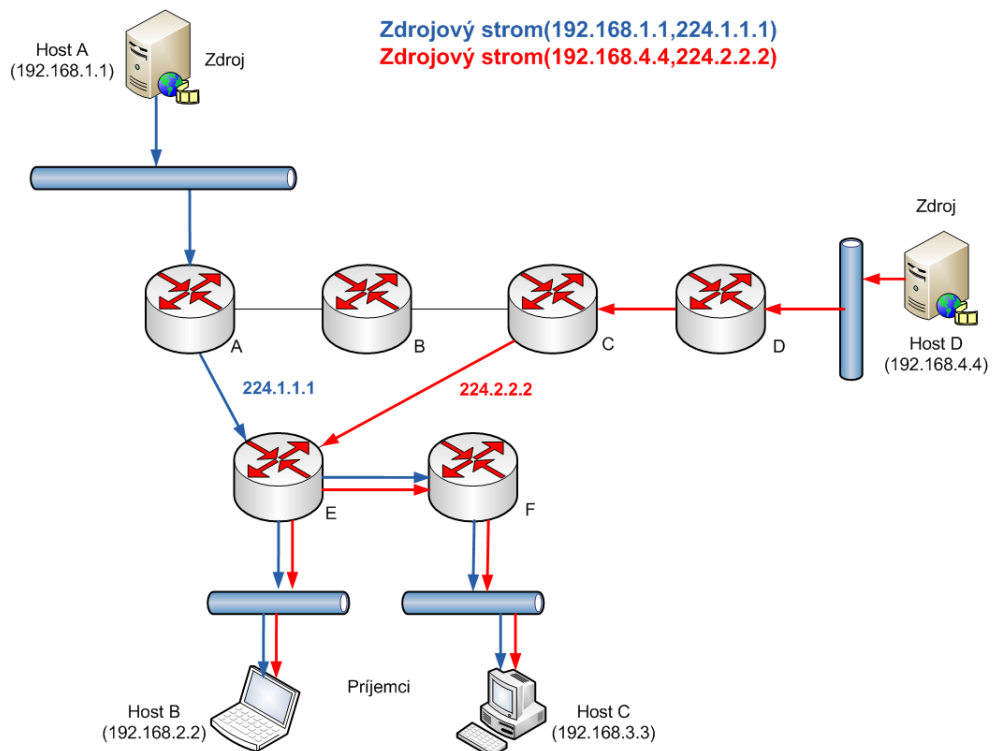 Zdrojový strom(192.168.1.1,224.1.1.1)
Zdrojový strom(192.168.4.4,224.2.2.2)
Host A
(192.168.1.1)
Zdroj
Zdroj
A
B
C
D
Host D
(192.168.4.4)
224.1.1.1
224.2.2.2
E
F
Príjemci
Host B
(192.168.2.2)
Host C
(192.168.3.3)